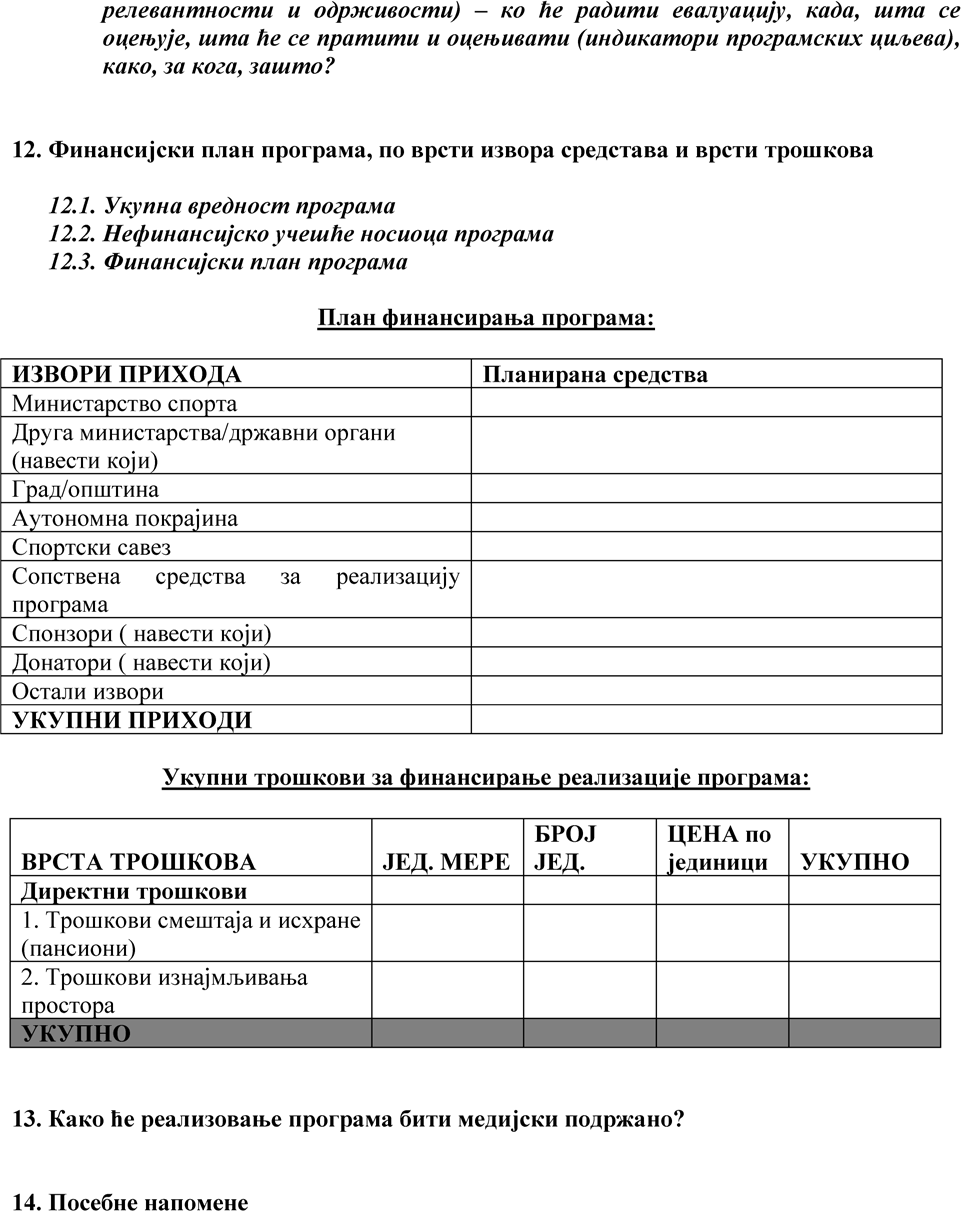 релевантности и одрживости) – ко ће радити евалуацију, када, шта се
оцењује, шта ће се пратити и оцењивати (индикатори програмских циљева),
како, за кога, зашто?
12. Финансијски план програма, по врсти извора средстава и врсти трошкова
12.1. Укупна вредност програма
12.2. Нефинансијско учешће носиоца програма
12.3. Финансијски план програма
План финансирања програма:
ИЗВОРИ ПРИХОДА Планирана средства
Министарство спорта
Друга министарства/државни органи
(навести који)
Град/општина
Аутономна покрајина
Спортски савез
Сопствена средства за реализацију
програма
Спонзори ( навести који)
Донатори ( навести који)
Остали извори
УКУПНИ ПРИХОДИ
Укупни трошкови за финансирање реализације програма:
БРОЈ ЦЕНА по
ВРСТА ТРОШКОВА ЈЕД. МЕРЕ ЈЕД. јединици УКУПНО
Директни трошкови
1. Трошкови смештаја и исхране
(пансиони)
2. Трошкови изнајмљивања
простора
УКУПНО
13. Како ће реализовање програма бити медијски подржано?
14. Посебне напомене